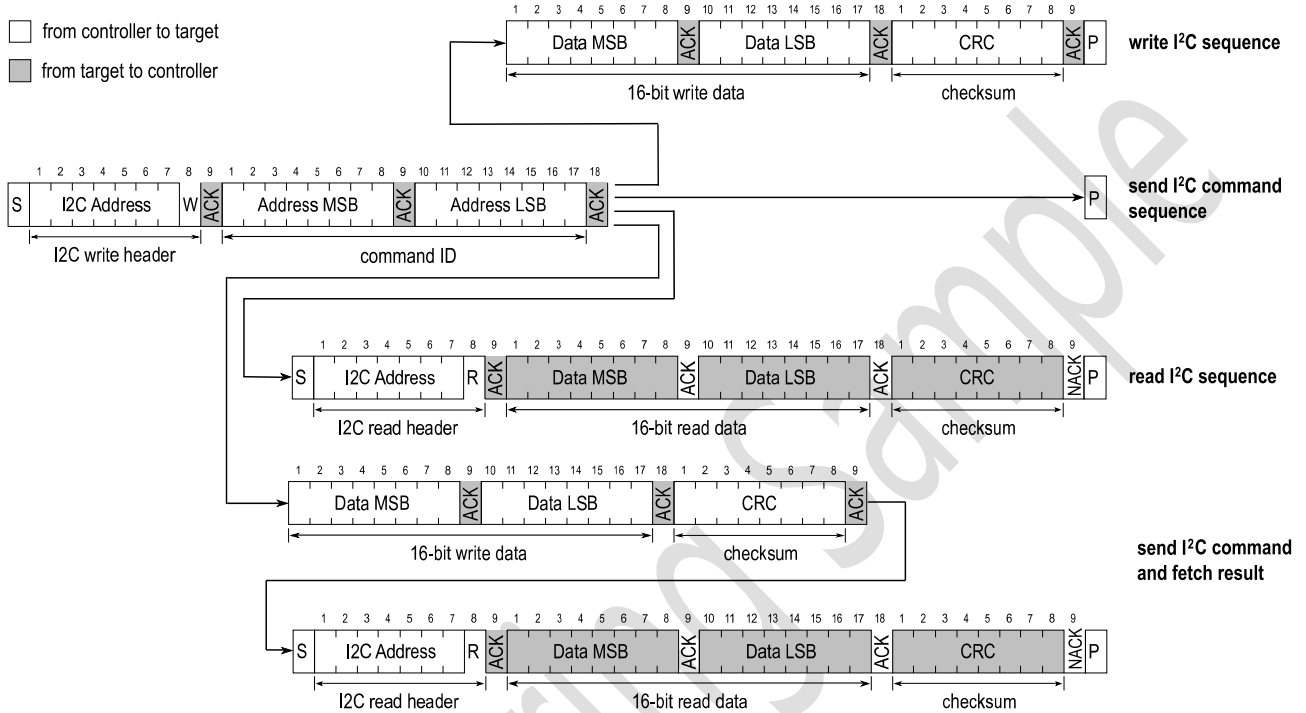 from controller to target
from target to controller
1 2 3 4 5 6 7 8 9 10 11 12 13 14 15 16 17 18 1 2 3 4 5 6 7 8 9
Data MSB ACK Data LSB ACK CRC ACK P
write I²C sequence
16-bit write data
checksum
1 2 3 4 5 6 7 8 9 1 2 3 4 5 6 7 8 9 10 11 12 13 14 15 16 17 18
S I2C Address W ACK Address MSB ACK Address LSB ACK
P
send I²C command
sequence
I2C write header
command ID
1 2 3 4 5 6 7 8 9 1 2 3 4 5 6 7 8 9 10 11 12 13 14 15 16 17 18 1 2 3 4 5 6 7 8 9
S I2C Address R ACK Data MSB ACK Data LSB ACK CRC NACK P
read I²C sequence
I2C read header
16-bit read data
checksum
1 2 3 4 5 6 7 8 9 10 11 12 13 14 15 16 17 18 1 2 3 4 5 6 7 8 9
Data MSB ACK Data LSB ACK CRC ACK
16-bit write data
checksum
send I²C command
and fetch result
1 2 3 4 5 6 7 8 9 1 2 3 4 5 6 7 8 9 10 11 12 13 14 15 16 17 18 1 2 3 4 5 6 7 8 9
S I2C Address R ACK Data MSB ACK Data LSB ACK CRC NACK P
I2C read header
16-bit read data
checksum
ring Sample